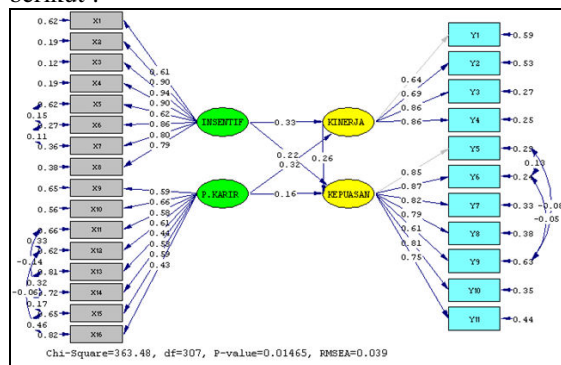 0.62 X1
0.19 X2
0.12 X3
0.19 X4
0.62 X5
0.15
0.27 X6
0.11
0.36 X7
0.38 X8
0.65 X9
0.56 X10
0.66 X11
0.33
0.62 X12
-0.14
0.81 X13
0.32
-0.06 0.72 X14
0.17
0.65 X15
0.46
0.82 X16
0.61
0.90
0.94
0.90
0.62
0.86
0.80
0.79
INSENTIF
0.59
0.66
0.58
0.61
0.44
0.53
0.59
0.43
P.KARIR
0.33
0.22
0.32
0.26
0.16
KINERJA
KEPUASAN
0.64
0.69
0.86
0.86
0.85
0.87
0.82
0.79
0.61
0.81
0.75
Y1 0.59
Y2 0.53
Y3 0.27
Y4 0.25
Y5 0.29
0.13
Y6
-0.08
-0.05
Y7 0.33
Y8 0.38
Y9 0.63
Y10 0.35
Y11 0.44
Chi-Square=363.48, df=307, P-value=0.01465, RMSEA=0.039